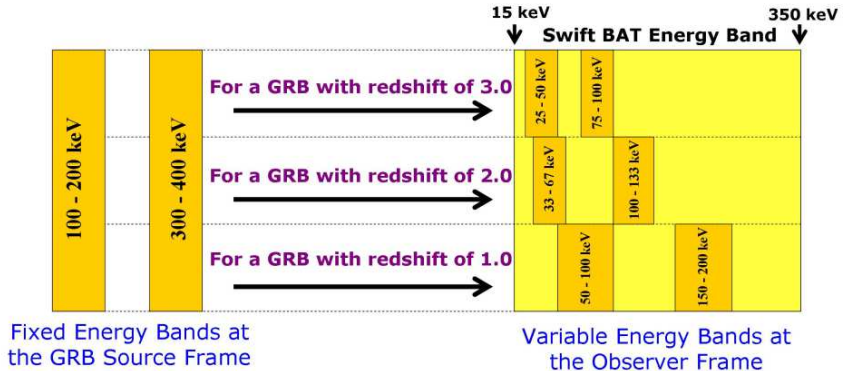 15 keV
350 keV
Swift BAT Energy Band
100 - 200 keV
300 - 400 keV
For a GRB with redshift of 3.0
25 - 50 keV
75 - 100 keV
For a GRB with redshift of 2.0
33 - 67 keV
100 - 133 keV
For a GRB with redshift of 1.0
50 - 100 keV
150 - 200 keV
Fixed Energy Bands at
the GRB Source Frame
Variable Energy Bands at
the Observer Frame